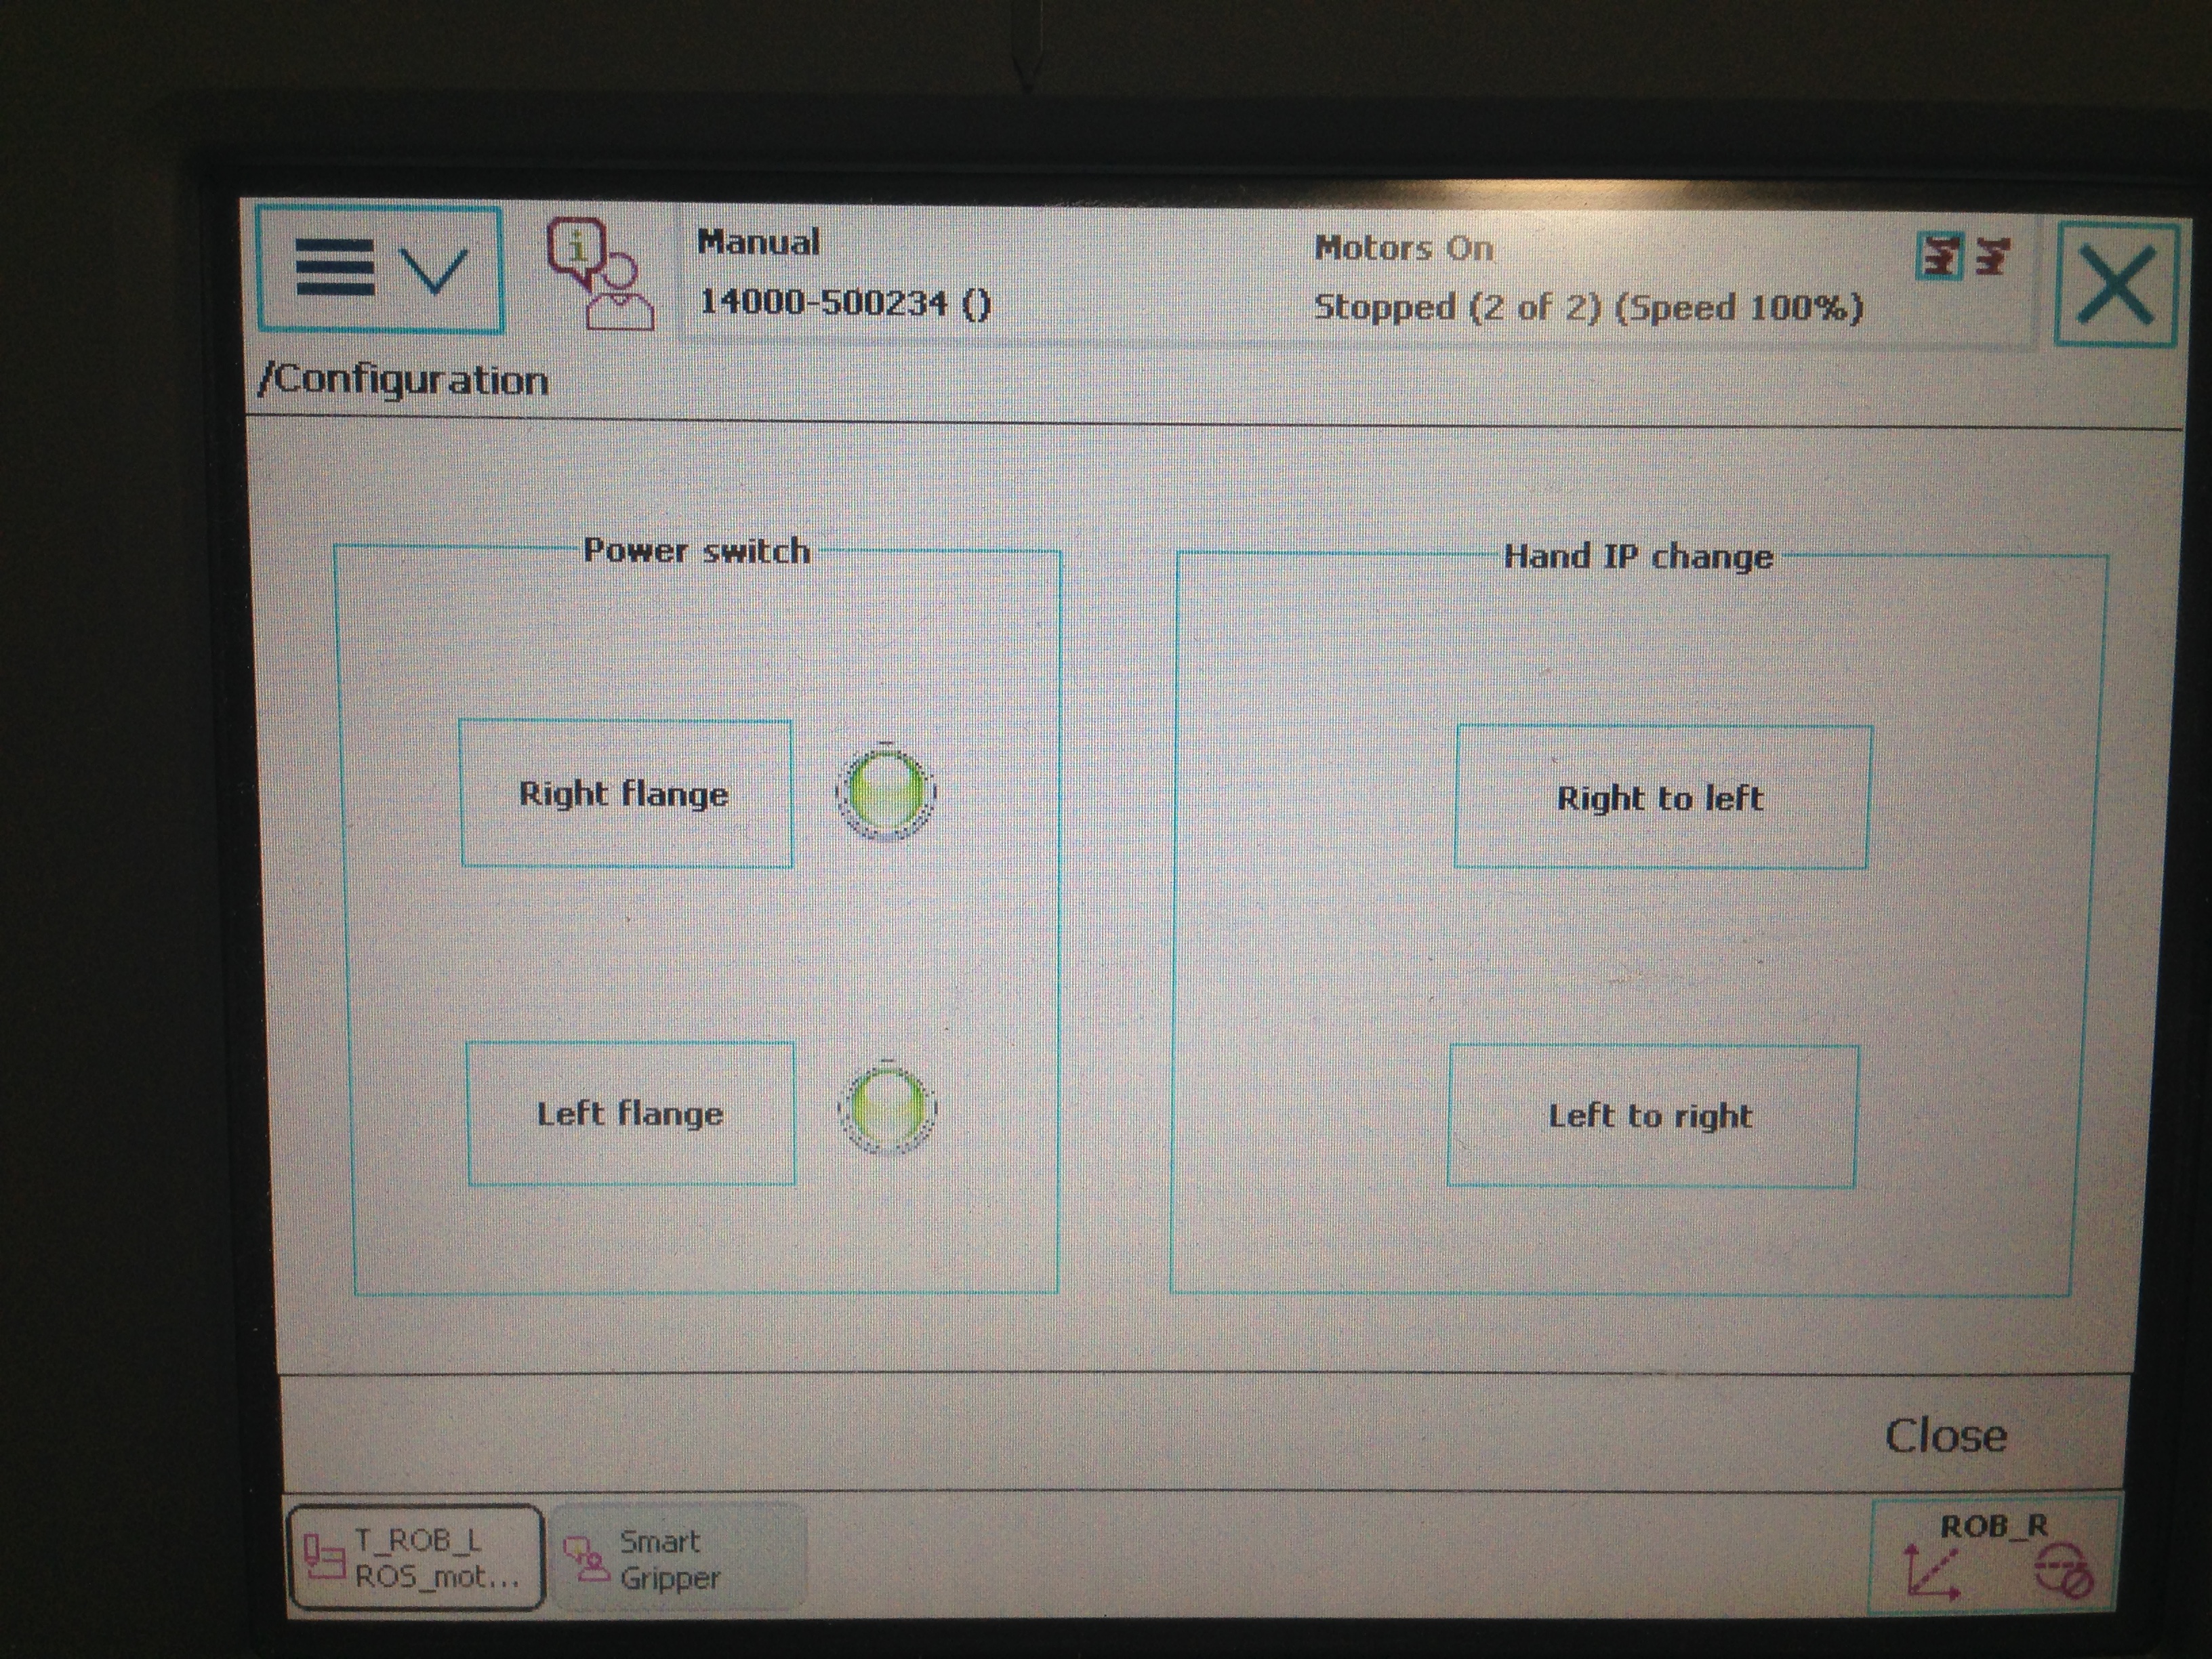 Manual
Motors On
14000-500234 ()
Stopped (2 of 2) (Speed 100%)
/Configuration
Power switch
Hand IP change
Right flange
Right to left
Left flange
Left to right
Close
T_ROB_L
ROS_mot...
Smart
Gripper
ROB_R